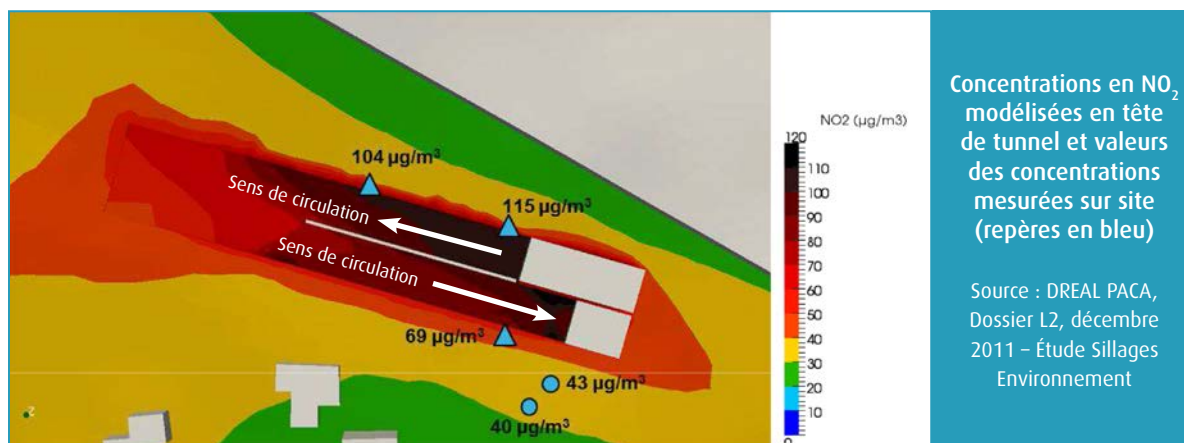 104 µg/m³
Sens de circulation
115 µg/m³
Sens de circulation
69 µg/m³
43 µg/m³
40 µg/m³
NO2 (µg/m3)
120
110
100
90
80
70
60
50
40
30
20
10
0
Concentrations en NO₂
modélisées en tête
de tunnel et valeurs
des concentrations
mesurées sur site
(repères en bleu)
Source : DREAL PACA,
Dossier L2, décembre
2011 – Étude Sillages
Environnement